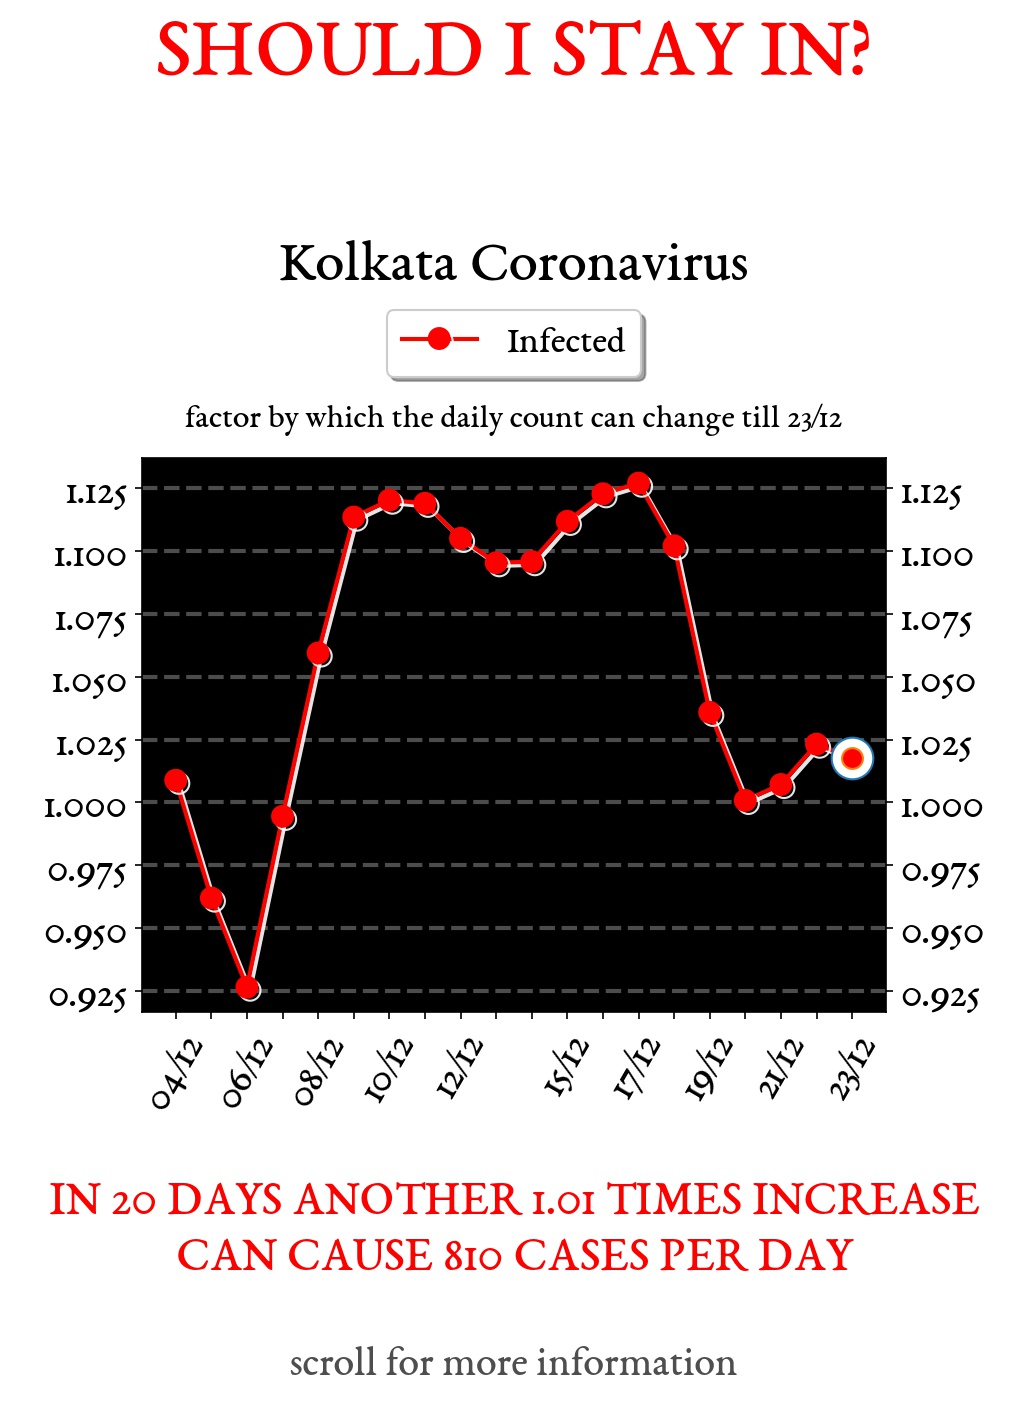 SHOULD I STAY IN?
Kolkata Coronavirus
Infected
factor by which the daily count can change till 23/12
1.125 1.125
1.100 1.100
1.075 1.075
1.050 1.050
1.025 1.025
1.000 1.000
0.975 0.975
0.950 0.950
0.925 0.925
04/12 06/12 08/12 10/12 12/12 15/12 17/12 19/12 21/12 23/12
IN 20 DAYS ANOTHER 1.01 TIMES INCREASE
CAN CAUSE 810 CASES PER DAY
scroll for more information